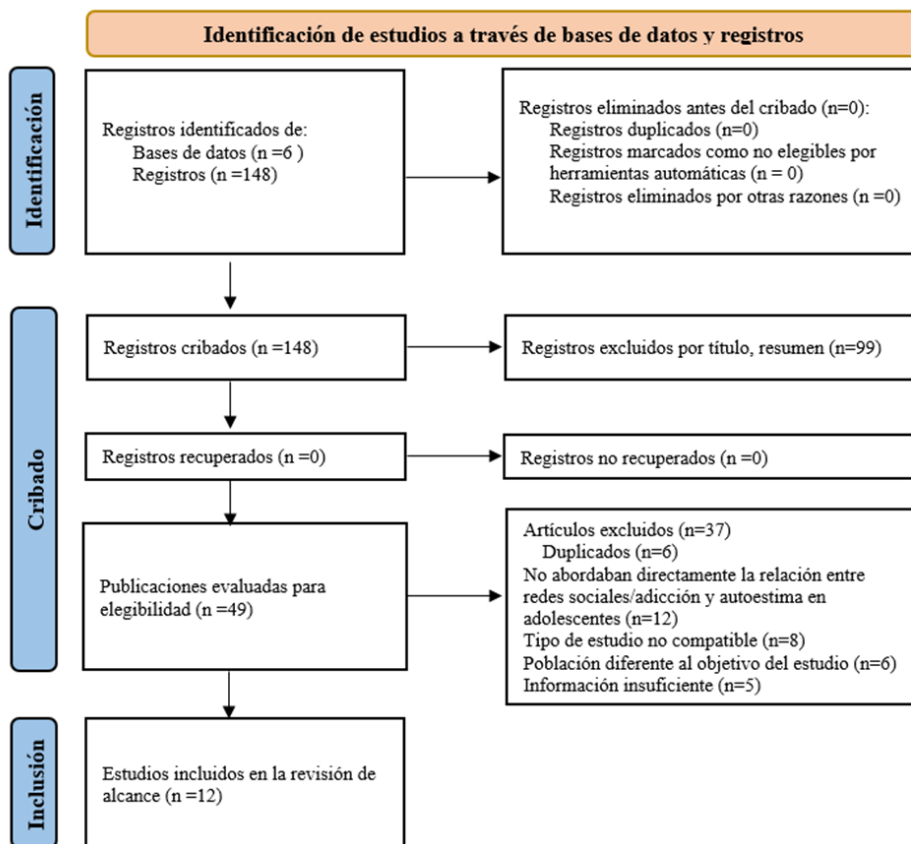 Identificación de estudios a través de bases de datos y registros
Identificación
Registros identificados de:
Bases de datos (n =6 )
Registros (n =148)
Registros eliminados antes del cribado (n=0):
Registros duplicados (n=0)
Registros marcados como no elegibles por
herramientas automáticas (n = 0)
Registros eliminados por otras razones (n =0)
Cribado
Registros cribados (n =148)
Registros excluidos por título, resumen (n=99)
Registros recuperados (n =0)
Registros no recuperados (n =0)
Publicaciones evaluadas para
elegibilidad (n =49)
Artículos excluidos (n=37)
Duplicados (n=6)
No abordaban directamente la relación entre
redes sociales/adicción y autoestima en
adolescentes (n=12)
Tipo de estudio no compatible (n=8)
Población diferente al objetivo del estudio (n=6)
Información insuficiente (n=5)
Inclusión
Estudios incluidos en la revisión de
alcance (n =12)